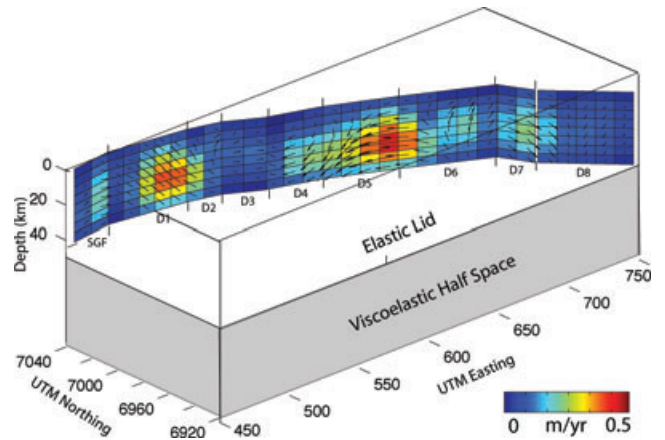 0
20
40
Depth (km)
SGF
D1
D2
D3
D4
D5
D6
D7
D8
Elastic Lid
Viscoelastic Half Space
7040
7000
6960
6920
UTM Northing
450
500
550
600
650
700
750
UTM Easting
0 m/yr 0.5